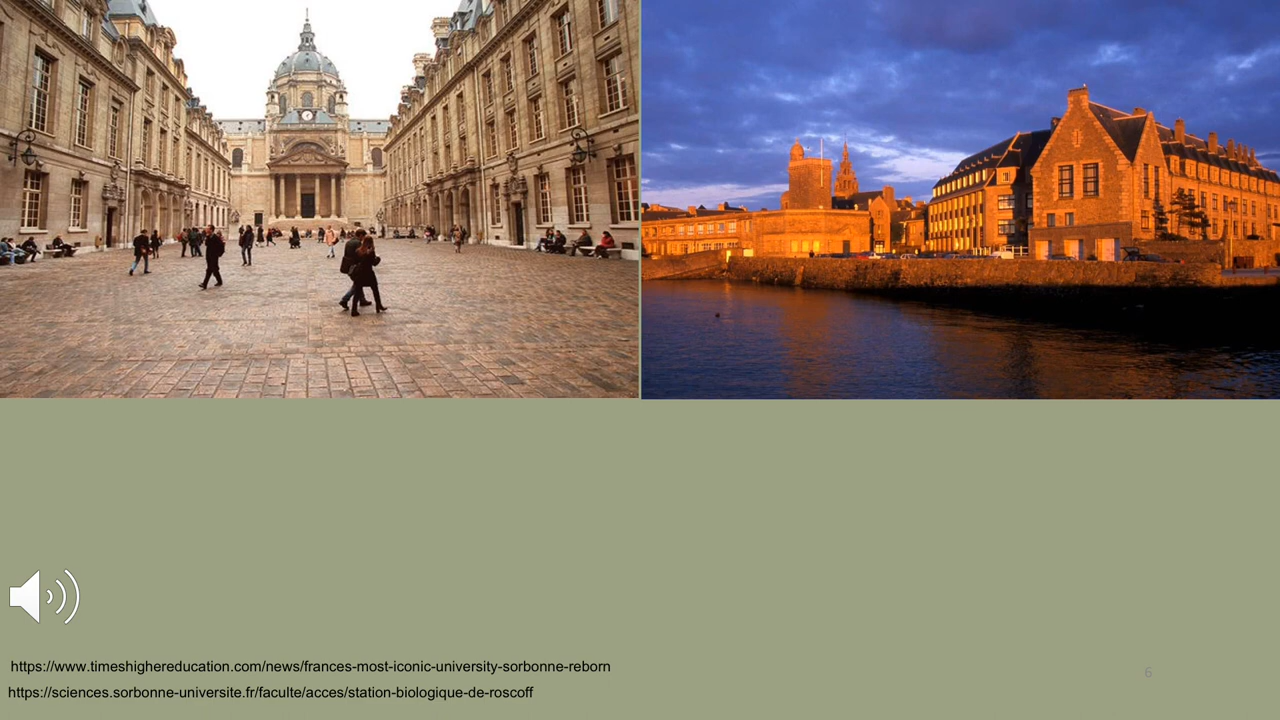 https://www.timeshighereducation.com/news/frances-most-iconic-university-sorbonne-reborn
https://sciences.sorbonne-universite.fr/faculte/acces/station-biologique-de-roscoff
6